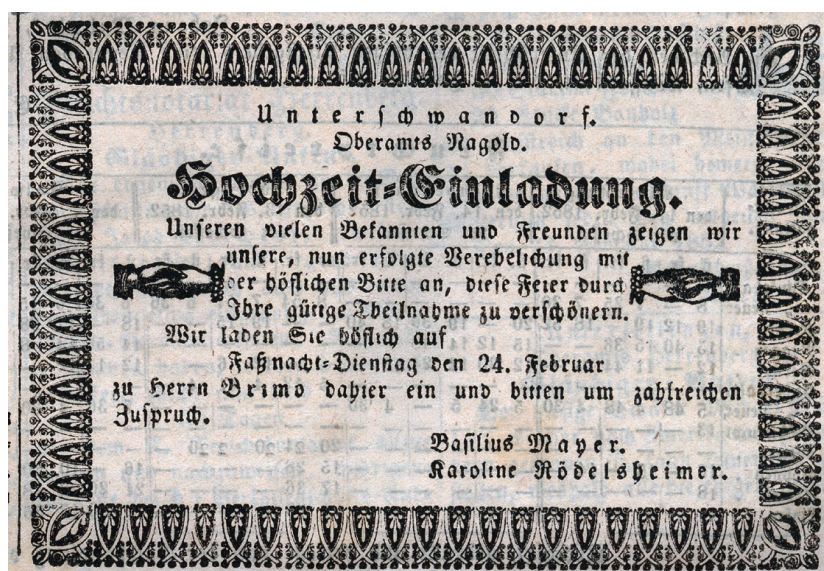 Unterschwandorf.
Oberamts Nagold.
Hochzeit-Einladung.
Unseren vielen Bekannten und Freunden zeigen wir
unsere, nun erfolgte Verebelichung mit
der höflichen Bitte an, diese Feier durch
Ihre gütige Theilnahme zu verschönern.
Wir laden Sie höflich auf
Faßnacht-Dienstag den 24. Februar
zu Herrn Brimo dahier ein und bitten um zahlreichen
Zuspruch.
Basilius Mayer.
Karoline Rödelsheimer.